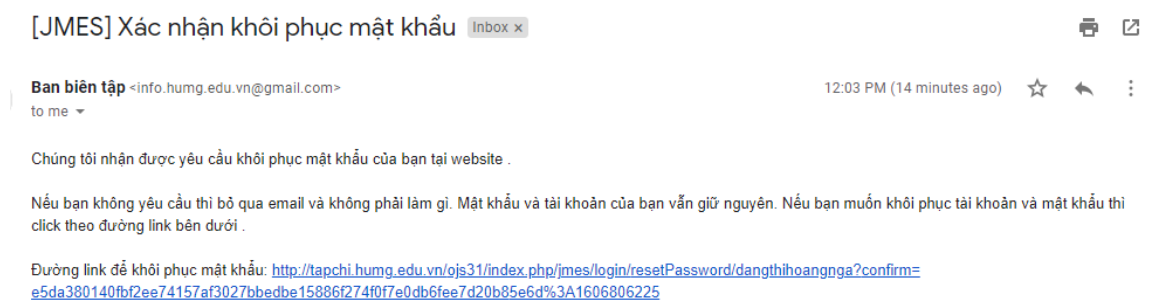 [JMES] Xác nhận khôi phục mật khẩu Inbox x
Ban biên tập <info.humg.edu.vn@gmail.com> 12:03 PM (14 minutes ago)
to me
Chúng tôi nhận được yêu cầu khôi phục mật khẩu của bạn tại website .
Nếu bạn không yêu cầu thì bỏ qua email và không phải làm gì. Mật khẩu và tài khoản của bạn vẫn giữ nguyên. Nếu bạn muốn khôi phục tài khoản và mật khẩu thì
click theo đường link bên dưới .
Đường link để khôi phục mật khẩu: http://tapchi.humg.edu.vn/ojs31/index.php/jmes/login/resetPassword/dangthihoangnga?confirm=
e5da380140fbf2ee74157af3027bbedbe15886f274f0f7e0db6fee7d20b85e6d%3A1606806225